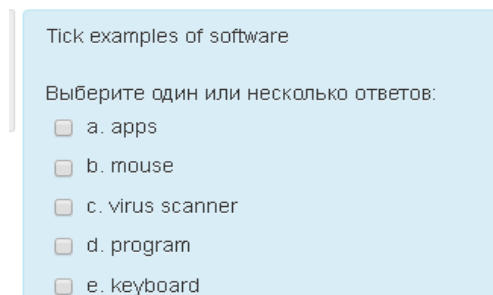 Tick examples of software
Выберите один или несколько ответов:
a. apps
b. mouse
c. virus scanner
d. program
e. keyboard